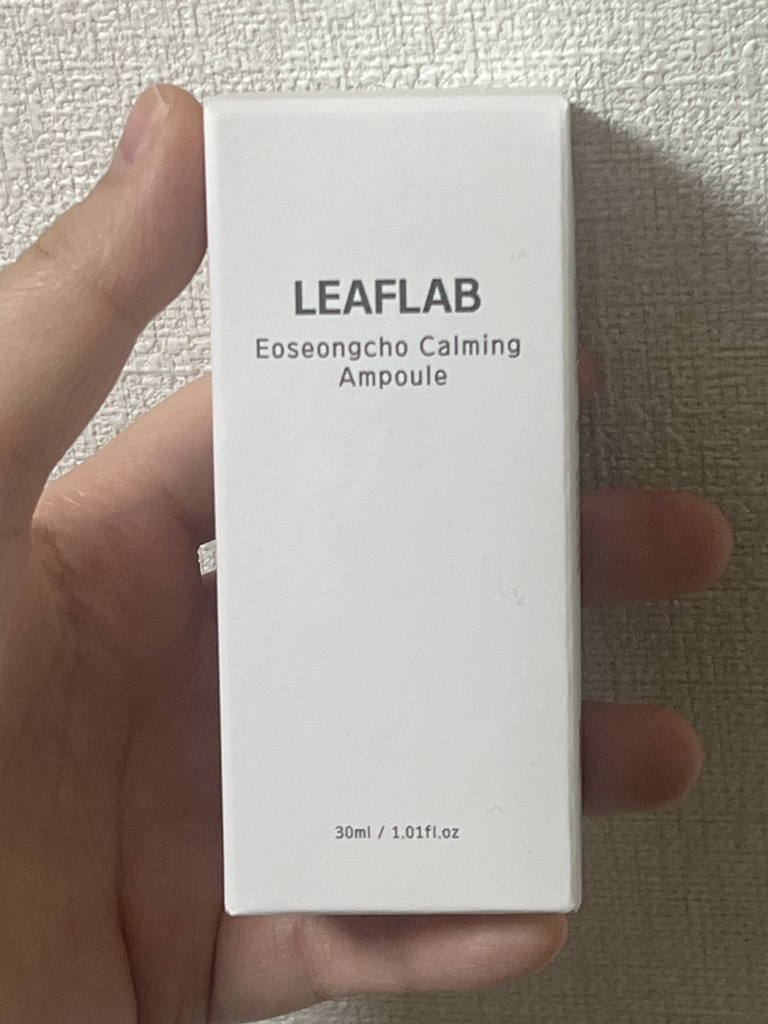 LEAFLAB
Eoseongcho Calming
Ampoule
30ml / 1.01fl.oz